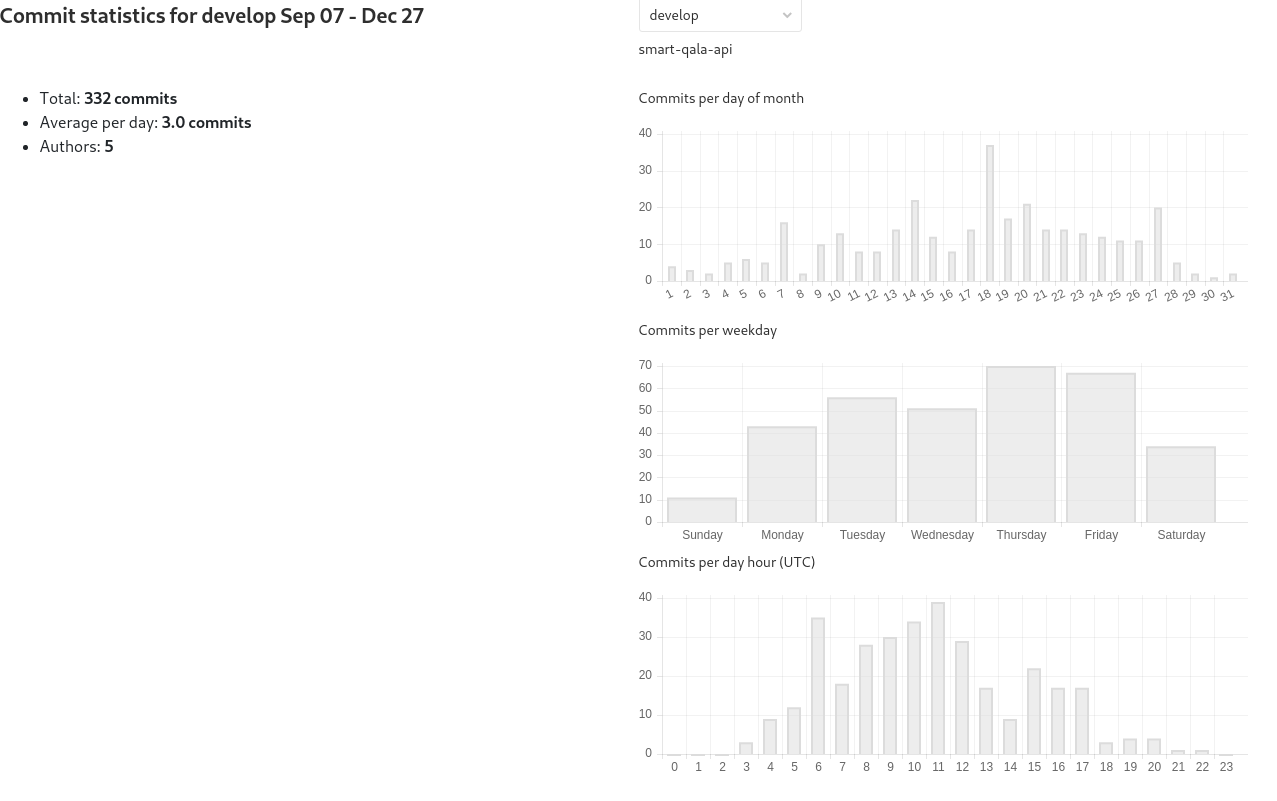 Commit statistics for develop Sep 07 - Dec 27
Total: 332 commits
Average per day: 3.0 commits
Authors: 5
develop
smart-qala-api
Commits per day of month
40
30
20
10
0
1 2 3 4 5 6 7 8 9 10 11 12 13 14 15 16 17 18 19 20 21 22 23 24 25 26 27 28 29 30 31
Commits per weekday
70
60
50
40
30
20
10
0
Sunday Monday Tuesday Wednesday Thursday Friday Saturday
Commits per day hour (UTC)
40
30
20
10
0
0 1 2 3 4 5 6 7 8 9 10 11 12 13 14 15 16 17 18 19 20 21 22 23